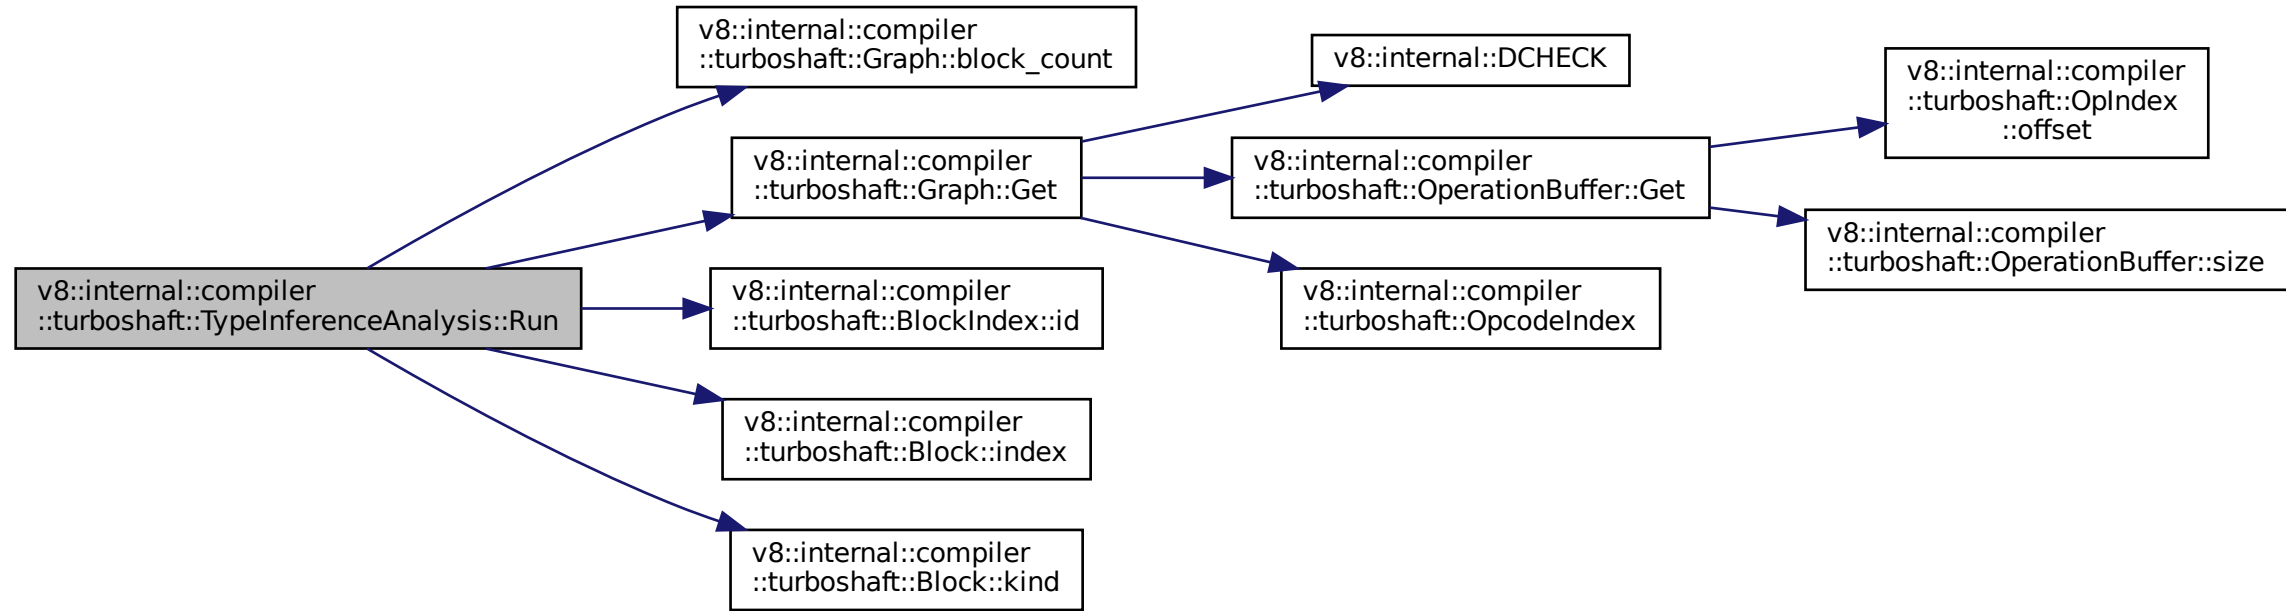 v8::internal::compiler
::turboshaft::TypeInferenceAnalysis::Run
v8::internal::compiler
::turboshaft::Graph::block_count
v8::internal::compiler
::turboshaft::Graph::Get
v8::internal::compiler
::turboshaft::BlockIndex::id
v8::internal::compiler
::turboshaft::Block::index
v8::internal::compiler
::turboshaft::Block::kind
v8::internal::DCHECK
v8::internal::compiler
::turboshaft::OperationBuffer::Get
v8::internal::compiler
::turboshaft::OpcodeIndex
v8::internal::compiler
::turboshaft::OpIndex
::offset
v8::internal::compiler
::turboshaft::OperationBuffer::size